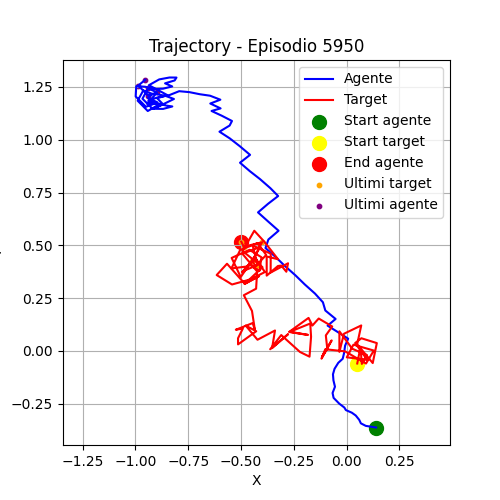 Trajectory - Episodio 5950
Agente
Target
Start agente
Start target
End agente
Ultimi target
Ultimi agente
1.25
1.00
0.75
0.50
0.25
0.00
−0.25
−1.25 −1.00 −0.75 −0.50 −0.25 0.00 0.25
X